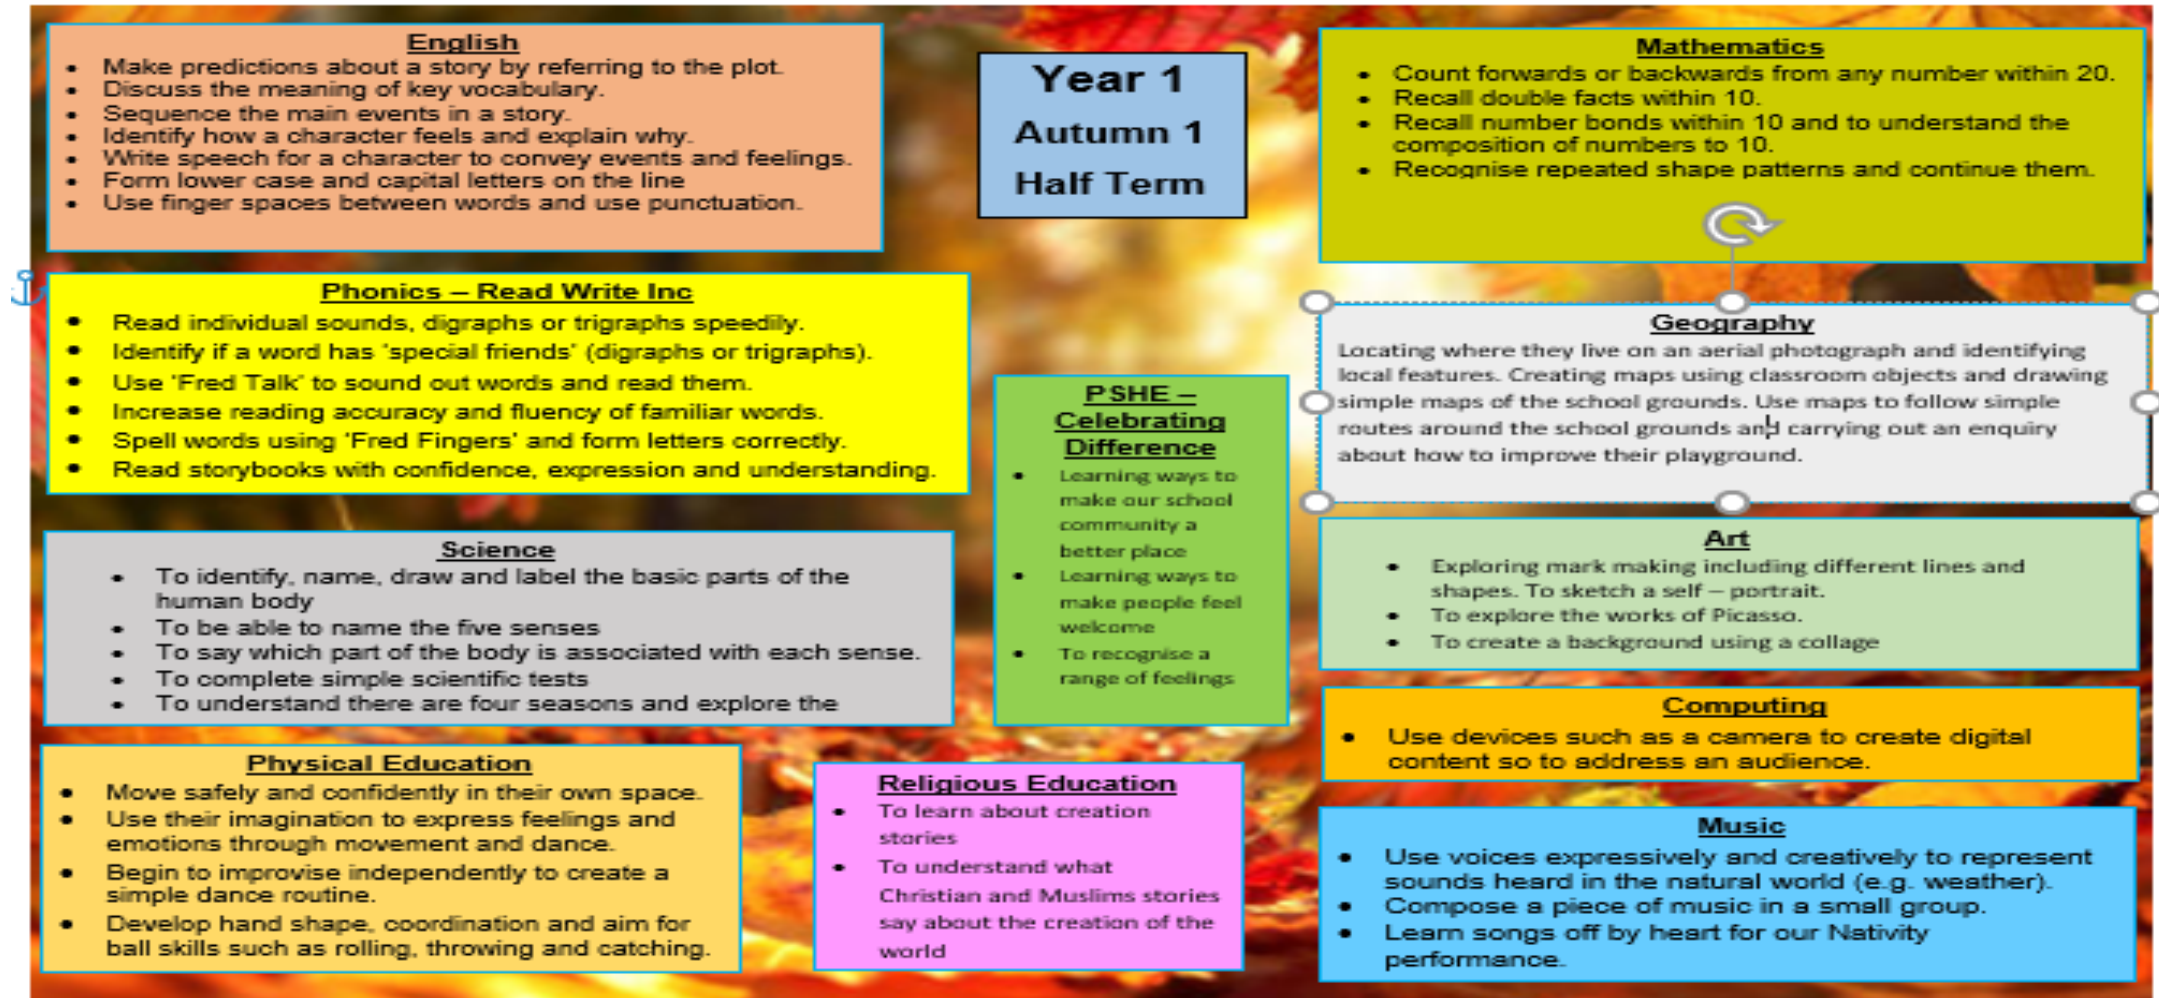 English
• Make predictions about a story by referring to the plot.
• Discuss the meaning of key vocabulary.
• Sequence the main events in a story.
• Identify how a character feels and explain why.
• Write speech for a character to convey events and feelings.
• Form lower case and capital letters on the line
• Use finger spaces between words and use punctuation.
Year 1
Autumn 1
Half Term
Mathematics
• Count forwards or backwards from any number within 20.
• Recall double facts within 10.
• Recall number bonds within 10 and to understand the
composition of numbers to 10.
• Recognise repeated shape patterns and continue them.
Phonics – Read Write Inc
• Read individual sounds, digraphs or trigraphs speedily.
• Identify if a word has 'special friends' (digraphs or trigraphs).
• Use 'Fred Talk' to sound out words and read them.
• Increase reading accuracy and fluency of familiar words.
• Spell words using 'Fred Fingers' and form letters correctly.
• Read storybooks with confidence, expression and understanding.
PSHE –
Celebrating
Difference
• Learning ways to
make our school
community a
better place
• Learning ways to
make people feel
welcome
• To recognise a
range of feelings
Geography
Locating where they live on an aerial photograph and identifying
local features. Creating maps using classroom objects and drawing
simple maps of the school grounds. Use maps to follow simple
routes around the school grounds and carrying out an enquiry
about how to improve their playground.
Science
• To identify, name, draw and label the basic parts of the
human body
• To be able to name the five senses
• To say which part of the body is associated with each sense.
• To complete simple scientific tests
• To understand there are four seasons and explore the
Art
• Exploring mark making including different lines and
shapes. To sketch a self – portrait.
• To explore the works of Picasso.
• To create a background using a collage
Computing
• Use devices such as a camera to create digital
content so to address an audience.
Physical Education
• Move safely and confidently in their own space.
• Use their imagination to express feelings and
emotions through movement and dance.
• Begin to improvise independently to create a
simple dance routine.
• Develop hand shape, coordination and aim for
ball skills such as rolling, throwing and catching.
Religious Education
• To learn about creation
stories
• To understand what
Christian and Muslims stories
say about the creation of the
world
Music
• Use voices expressively and creatively to represent
sounds heard in the natural world (e.g. weather).
• Compose a piece of music in a small group.
• Learn songs off by heart for our Nativity
performance.